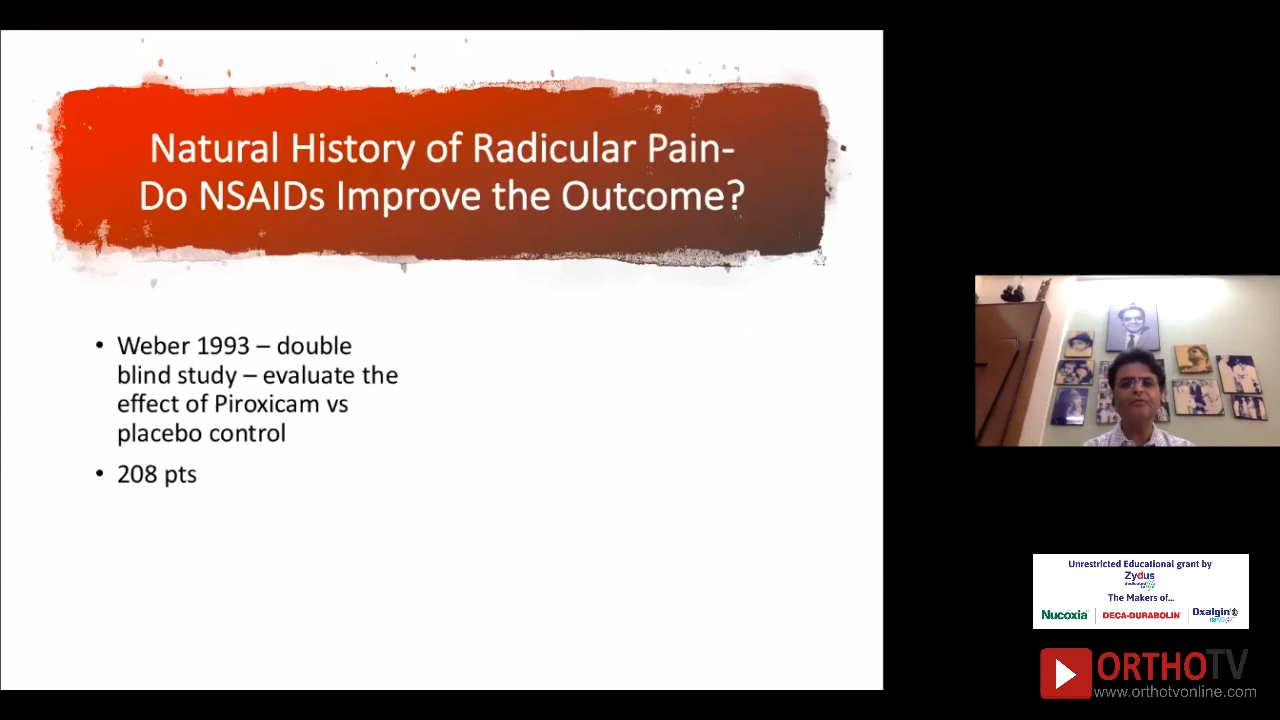 Natural History of Radicular Pain-
Do NSAIDs Improve the Outcome?
• Weber 1993 – double
blind study – evaluate the
effect of Piroxicam vs
placebo control
• 208 pts
Unrestricted Educational grant by
Zydus
dedicated
The Makers of...
Nucoxia
DECA-DURABOLIN
Dxalgin
ORTHOTV
www.orthotvonline.com